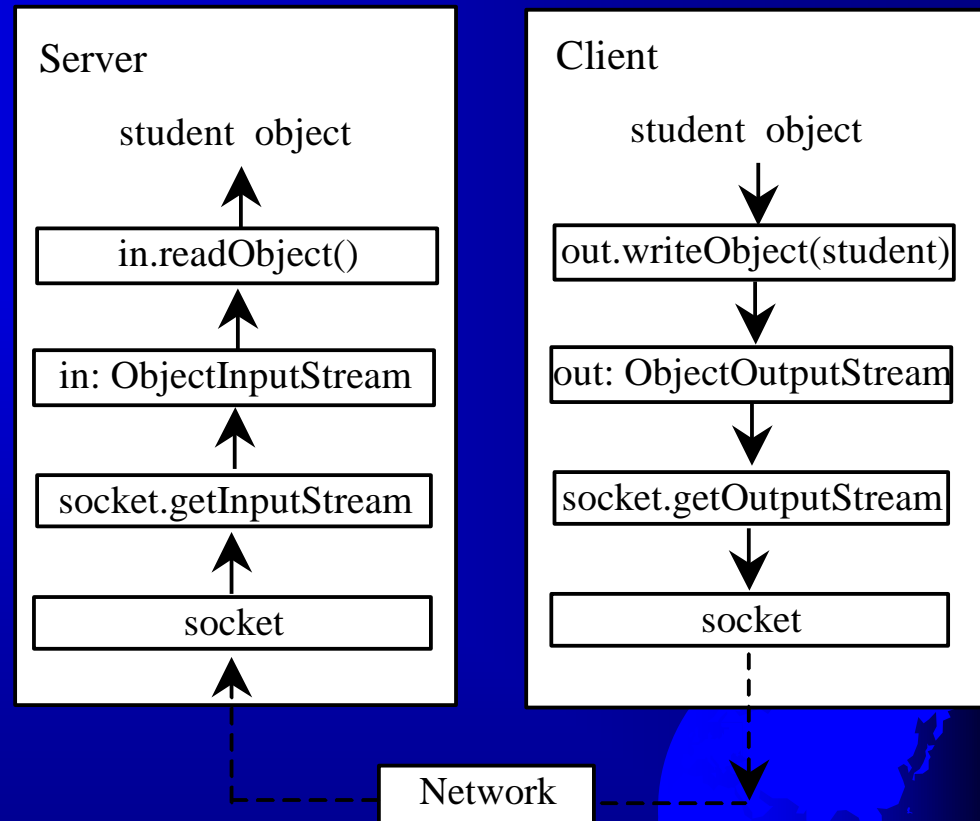 Server
student object
in.readObject()
in: ObjectInputStream
socket.getInputStream
socket
Client
student object
out.writeObject(student)
out: ObjectOutputStream
socket.getOutputStream
socket
Network